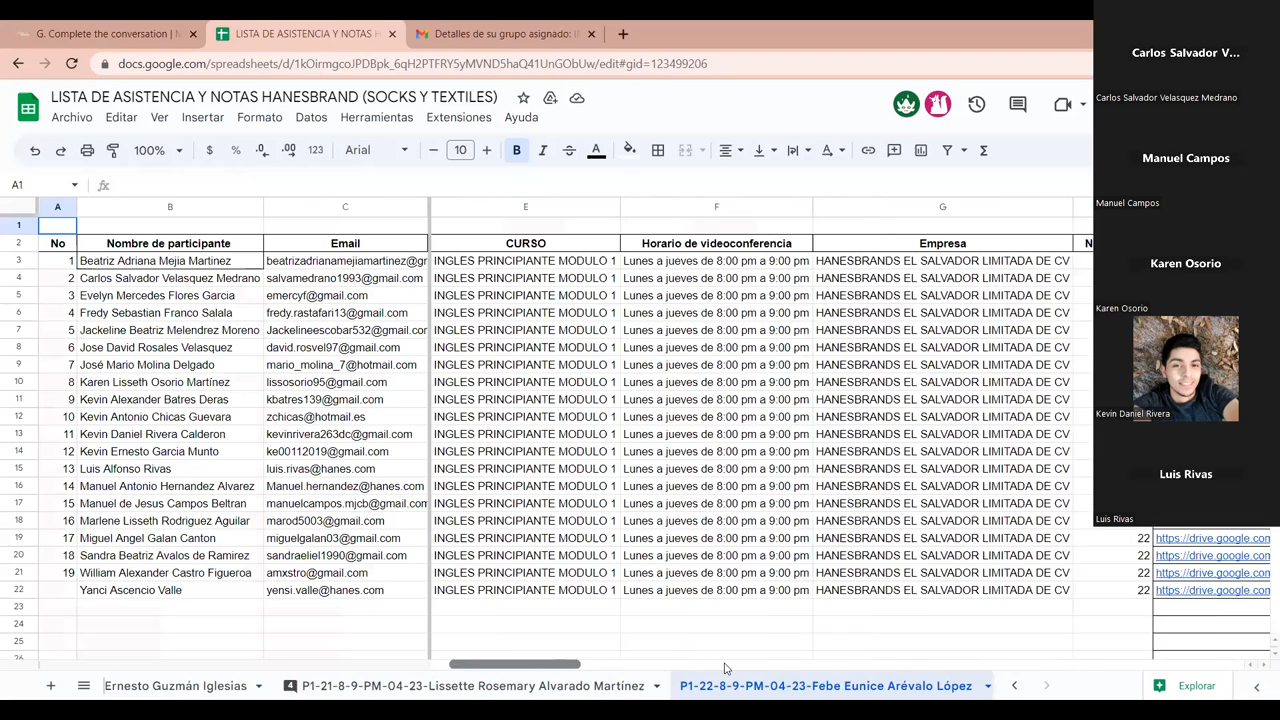 G. Complete the conversation |
LISTA DE ASISTENCIA Y NOTAS H
Detalles de su grupo asignado: I
docs.google.com/spreadsheets/d/1kOirmgcoJPDBpk_6qH2PTFRY5yMVND5haQ41UnGObUw/edit#gid=123499206
LISTA DE ASISTENCIA Y NOTAS HANESBRAND (SOCKS Y TEXTILES)
Archivo Editar Ver Insertar Formato Datos Herramientas Extensiones Ayuda
100% $ % .0 .00 123 Arial 10 B I
A1 fx
A B C E F G
1
2 No Nombre de participante Email CURSO Horario de videoconferencia Empresa N
3 1 Beatriz Adriana Mejia Martinez beatrizadrianamejiamartinez@gr INGLES PRINCIPIANTE MODULO 1 Lunes a jueves de 8:00 pm a 9:00 pm HANESBRANDS EL SALVADOR LIMITADA DE CV
4 2 Carlos Salvador Velasquez Medrano salvamedrano1993@gmail.com INGLES PRINCIPIANTE MODULO 1 Lunes a jueves de 8:00 pm a 9:00 pm HANESBRANDS EL SALVADOR LIMITADA DE CV
5 3 Evelyn Mercedes Flores Garcia emercyf@gmail.com INGLES PRINCIPIANTE MODULO 1 Lunes a jueves de 8:00 pm a 9:00 pm HANESBRANDS EL SALVADOR LIMITADA DE CV
6 4 Fredy Sebastian Franco Salala fredy.rastafari13@gmail.com INGLES PRINCIPIANTE MODULO 1 Lunes a jueves de 8:00 pm a 9:00 pm HANESBRANDS EL SALVADOR LIMITADA DE CV
7 5 Jackeline Beatriz Melendrez Moreno Jackelineescobar532@gmail.com INGLES PRINCIPIANTE MODULO 1 Lunes a jueves de 8:00 pm a 9:00 pm HANESBRANDS EL SALVADOR LIMITADA DE CV
8 6 Jose David Rosales Velasquez david.rosvel97@gmail.com INGLES PRINCIPIANTE MODULO 1 Lunes a jueves de 8:00 pm a 9:00 pm HANESBRANDS EL SALVADOR LIMITADA DE CV
9 7 José Mario Molina Delgado mario_molina_7@hotmail.com INGLES PRINCIPIANTE MODULO 1 Lunes a jueves de 8:00 pm a 9:00 pm HANESBRANDS EL SALVADOR LIMITADA DE CV
10 8 Karen Lisseth Osorio Martínez lissosorio95@gmail.com INGLES PRINCIPIANTE MODULO 1 Lunes a jueves de 8:00 pm a 9:00 pm HANESBRANDS EL SALVADOR LIMITADA DE CV
11 9 Kevin Alexander Batres Deras kbatres139@gmail.com INGLES PRINCIPIANTE MODULO 1 Lunes a jueves de 8:00 pm a 9:00 pm HANESBRANDS EL SALVADOR LIMITADA DE CV
12 10 Kevin Antonio Chicas Guevara zchicas@hotmail.es INGLES PRINCIPIANTE MODULO 1 Lunes a jueves de 8:00 pm a 9:00 pm HANESBRANDS EL SALVADOR LIMITADA DE CV
13 11 Kevin Daniel Rivera Calderon kevinrivera263dc@gmail.com INGLES PRINCIPIANTE MODULO 1 Lunes a jueves de 8:00 pm a 9:00 pm HANESBRANDS EL SALVADOR LIMITADA DE CV
14 12 Kevin Ernesto Garcia Munto ke00112019@gmail.com INGLES PRINCIPIANTE MODULO 1 Lunes a jueves de 8:00 pm a 9:00 pm HANESBRANDS EL SALVADOR LIMITADA DE CV
15 13 Luis Alfonso Rivas luis.rivas@hanes.com INGLES PRINCIPIANTE MODULO 1 Lunes a jueves de 8:00 pm a 9:00 pm HANESBRANDS EL SALVADOR LIMITADA DE CV
16 14 Manuel Antonio Hernandez Alvarez Manuel.hernandez@hanes.com INGLES PRINCIPIANTE MODULO 1 Lunes a jueves de 8:00 pm a 9:00 pm HANESBRANDS EL SALVADOR LIMITADA DE CV
17 15 Manuel de Jesus Campos Beltran manuelcampos.mjcb@gmail.com INGLES PRINCIPIANTE MODULO 1 Lunes a jueves de 8:00 pm a 9:00 pm HANESBRANDS EL SALVADOR LIMITADA DE CV
18 16 Marlene Lisseth Rodriguez Aguilar marod5003@gmail.com INGLES PRINCIPIANTE MODULO 1 Lunes a jueves de 8:00 pm a 9:00 pm HANESBRANDS EL SALVADOR LIMITADA DE CV
19 17 Miguel Angel Galan Canton miguelgalan03@gmail.com INGLES PRINCIPIANTE MODULO 1 Lunes a jueves de 8:00 pm a 9:00 pm HANESBRANDS EL SALVADOR LIMITADA DE CV 22 https://drive.google.com
20 18 Sandra Beatriz Avalos de Ramirez sandraeliel1990@gmail.com INGLES PRINCIPIANTE MODULO 1 Lunes a jueves de 8:00 pm a 9:00 pm HANESBRANDS EL SALVADOR LIMITADA DE CV 22 https://drive.google.com
21 19 William Alexander Castro Figueroa amxstro@gmail.com INGLES PRINCIPIANTE MODULO 1 Lunes a jueves de 8:00 pm a 9:00 pm HANESBRANDS EL SALVADOR LIMITADA DE CV 22 https://drive.google.com
22 Yanci Ascencio Valle yensi.valle@hanes.com INGLES PRINCIPIANTE MODULO 1 Lunes a jueves de 8:00 pm a 9:00 pm HANESBRANDS EL SALVADOR LIMITADA DE CV 22 https://drive.google.com
23
24
25
26
Ernesto Guzmán Iglesias 4 P1-21-8-9-PM-04-23-Lissette Rosemary Alvarado Martínez P1-22-8-9-PM-04-23-Febe Eunice Arévalo López Explorar
Carlos Salvador V...
Carlos Salvador Velasquez Medrano
Manuel Campos
Manuel Campos
Karen Osorio
Karen Osorio
Kevin Daniel Rivera
Luis Rivas
Luis Rivas